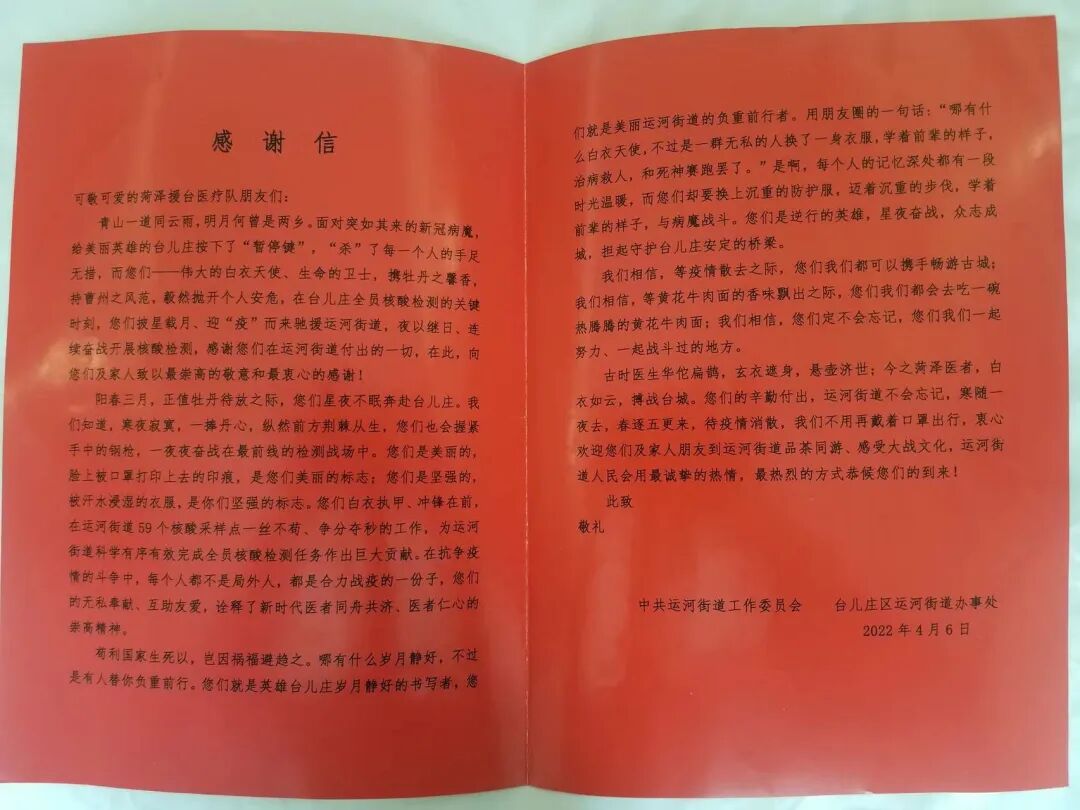 感谢信
可敬可爱的菏泽援台医疗队朋友们：
青山一道同云雨，明月何曾是两乡。面对突如其来的新冠病魔，
给美丽英雄的台儿庄按下了“暂停键”，“杀”了每一个人的手足
无措，而您们——伟大的白衣天使、生命的卫士，携牡丹之馨香，
持曹州之风范，毅然抛开个人安危，在台儿庄全员核酸检测的关键
时刻，您们披星戴月、迎“疫”而来驰援运河街道，夜以继日、连
续奋战开展核酸检测，感谢您们在运河街道付出的一切，在此，向
您们及家人致以最崇高的敬意和最衷心的感谢！
阳春三月，正值牡丹待放之际，您们星夜不眠奔赴台儿庄。我
们知道，寒夜寂寞，一捧丹心，纵然前方荆棘丛生，您们也会握紧
手中的钢枪，一夜夜奋战在最前线的检测战场中。您们是美丽的，
脸上被口罩打印上去的印痕，是您们美丽的标志；您们是坚强的，
被汗水浸湿的衣服，是你们坚强的标志。您们白衣执甲、冲锋在前，
在运河街道59个核酸采样点一丝不苟、争分夺秒的工作，为运河
街道科学有序有效完成全员核酸检测任务作出巨大贡献。在抗争疫
情的斗争中，每个人都不是局外人，都是合力战疫的一份子，您们
的无私奉献、互助友爱，诠释了新时代医者同舟共济、医者仁心的
崇高精神。
苟利国家生死以，岂因祸福避趋之。哪有什么岁月静好，不过
是有人替你负重前行。您们就是英雄台儿庄岁月静好的书写者，您
们就是美丽运河街道的负重前行者。用朋友圈的一句话：“哪有什
么白衣天使，不过是一群无私的人换了一身衣服，学着前辈的样子，
治病救人，和死神赛跑罢了。”是啊，每个人的记忆深处都有一段
时光温暖，而您们却要换上沉重的防护服，迈着沉重的步伐，学着
前辈的样子，与病魔战斗。您们是逆行的英雄，星夜奋战，众志成
城，担起守护台儿庄安定的桥梁。
我们相信，等疫情散去之际，您们我们都可以携手畅游古城；
我们相信，等黄花牛肉面的香味飘出之际，您们我们都会去吃一碗
热腾腾的黄花牛肉面；我们相信，您们定不会忘记，您们我们一起
努力、一起战斗过的地方。
古时医生华佗扁鹊，玄衣遮身，悬壶济世；今之菏泽医者，白
衣如云，搏战台城。您们的辛勤付出，运河街道不会忘记，寒随一
夜去，春逐五更来，待疫情消散，我们不用再戴着口罩出行，衷心
欢迎您们及家人朋友到运河街道品茶同游、感受大战文化，运河街
道人民会用最诚挚的热情，最热烈的方式恭候您们的到来！
此致
敬礼
中共运河街道工作委员会 台儿庄区运河街道办事处
2022年4月6日